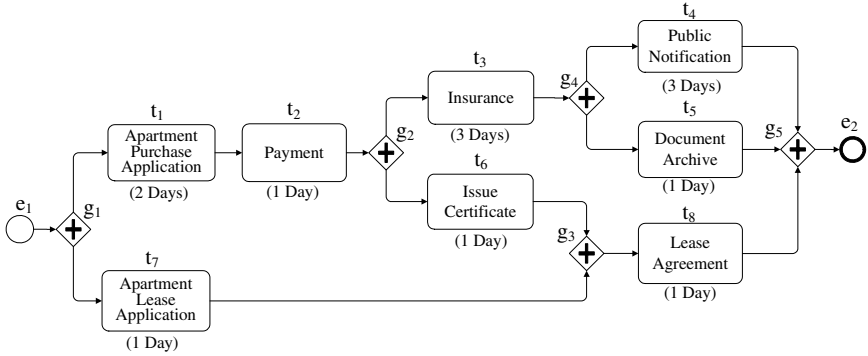 e1
g1
t1
Apartment
Purchase
Application
(2 Days)
t2
Payment
(1 Day)
g2
t3
Insurance
(3 Days)
g4
t4
Public
Notification
(3 Days)
t5
Document
Archive
(1 Day)
g5
e2
t6
Issue
Certificate
(1 Day)
g3
t8
Lease
Agreement
(1 Day)
t7
Apartment
Lease
Application
(1 Day)